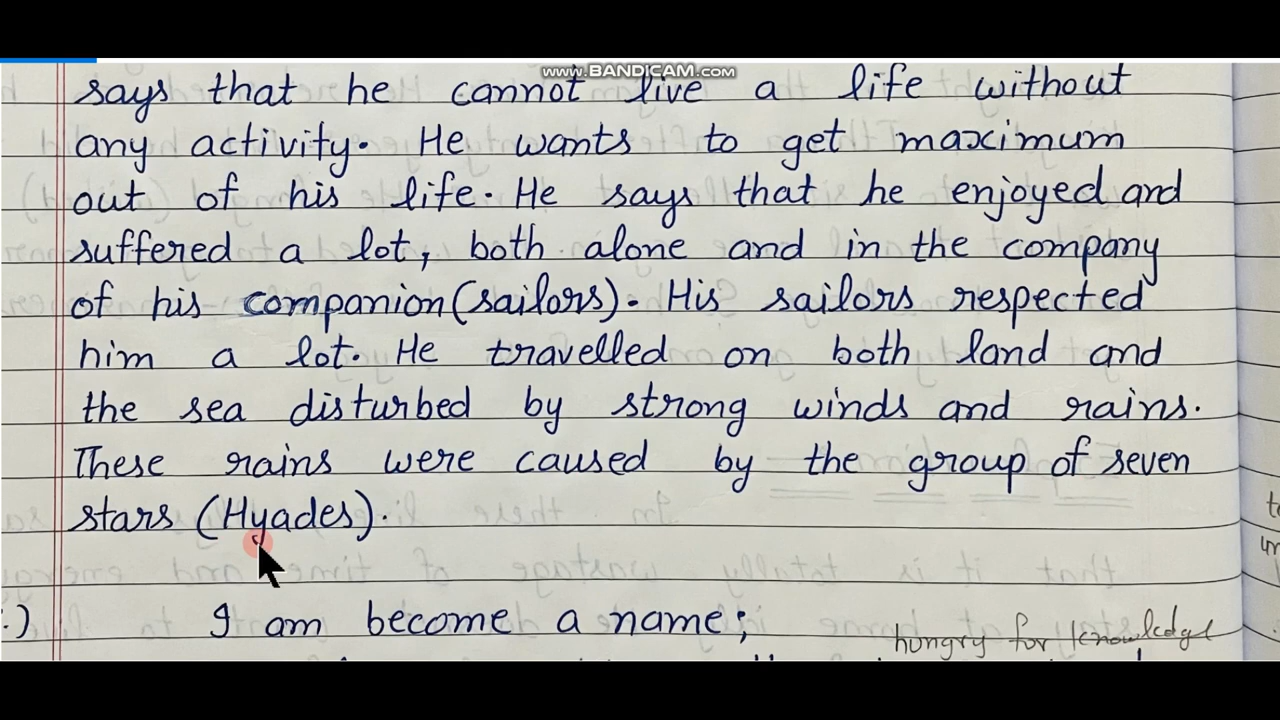 www.BANDICAM.com
says that he cannot live a life without
any activity. He wants to get maximum
out of his life. He says that he enjoyed and
suffered a lot, both alone and in the company
of his companion (sailors). His sailors respected
him a lot. He travelled on both land and
the sea disturbed by strong winds and rains.
These rains were caused by the group of seven
stars (Hyades).
:) I am become a name;
hungry for knowledge